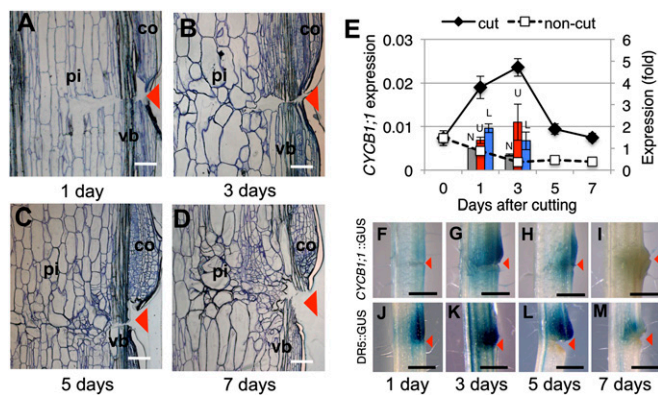 A
co
pi
vb
1 day
B
co
pi
vb
3 days
C
co
pi
vb
5 days
D
co
pi
vb
7 days
E
cut
non-cut
CYCB1;1 expression
0.03
0.02
0.01
0
6
5
4
3
2
1
0
Expression (fold)
N
U
L
N
U
L
0 1 3 5 7
Days after cutting
CYCB1;1::GUS
F G H I
DR5::GUS
J K L M
1 day 3 days 5 days 7 days